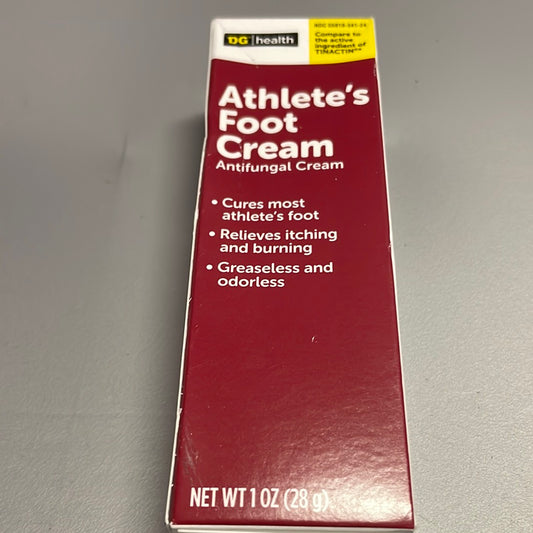 DG health
Compare to
the active
ingredient of
TINACTIN
Athlete's
Foot
Cream
Antifungal Cream
• Cures most
athlete's foot
• Relieves itching
and burning
• Greaseless and
odorless
NET WT 1 OZ (28 g)